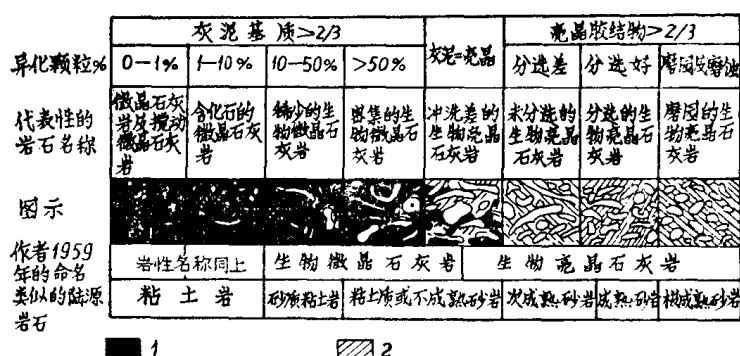 灰泥基质>2/3 灰泥=亮晶 亮晶胶结物>2/3
异化颗粒% 0—1% 1—10% 10—50% >50% 分选差 分选好 磨圆及磨蚀
代表性的岩石名称
微晶石灰岩及搅动微晶石灰岩
含化石的微晶石灰岩
稀少的生物微晶石灰岩
密集的生物微晶石灰岩
冲洗差的生物亮晶石灰岩
未分选的生物亮晶石灰岩
分选的生物亮晶石灰岩
磨圆的生物亮晶石灰岩
图示
作者1959年的命名 岩性名称同上 生物微晶石灰岩 生物亮晶石灰岩
类似的陆源岩石 粘土岩 砂质粘土岩 粘土质或不成熟砂岩 次成熟砂岩 成熟砂岩 极成熟砂岩
1 2